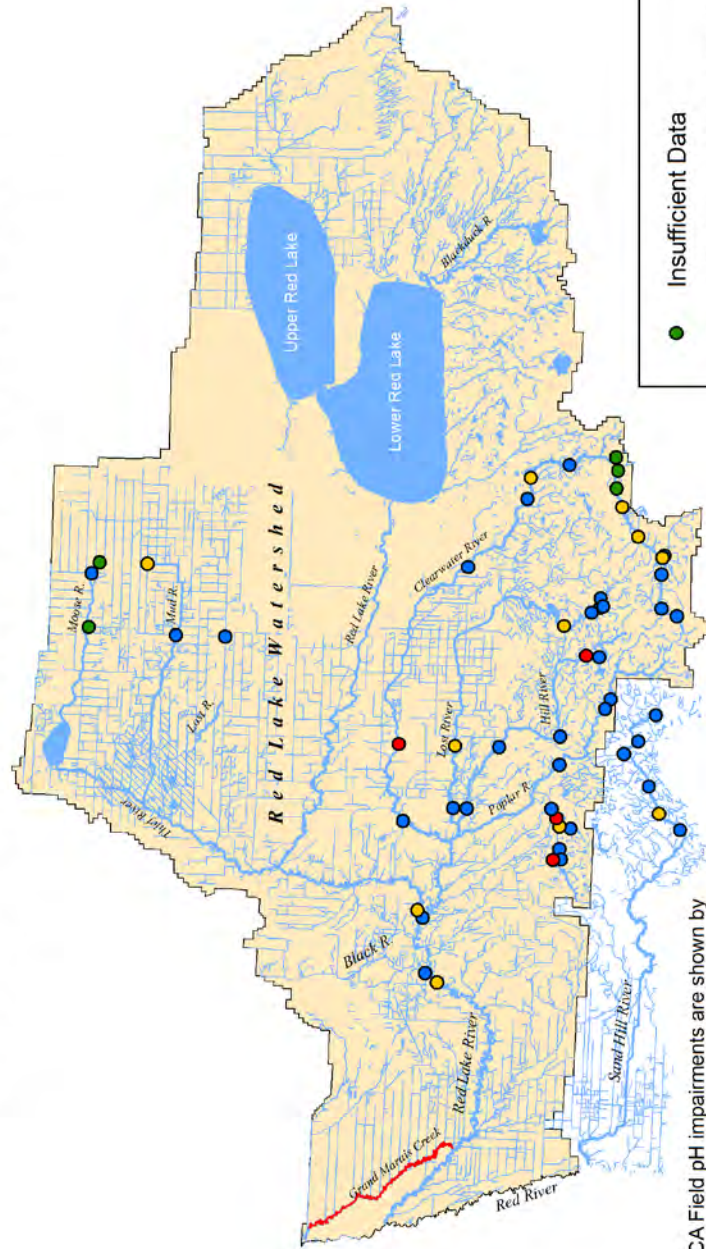 Upper Red Lake
Lower Red Lake
Blackduck R.
Moose R.
Mud R.
Lost R.
Thief River
Red Lake Watershed
Red Lake River
Clearwater River
Lost River
Hill River
Poplar R.
Black R.
Red Lake River
Grand Marais Creek
Red River
Sand Hill River
Insufficient Data
CA Field pH impairments are shown by